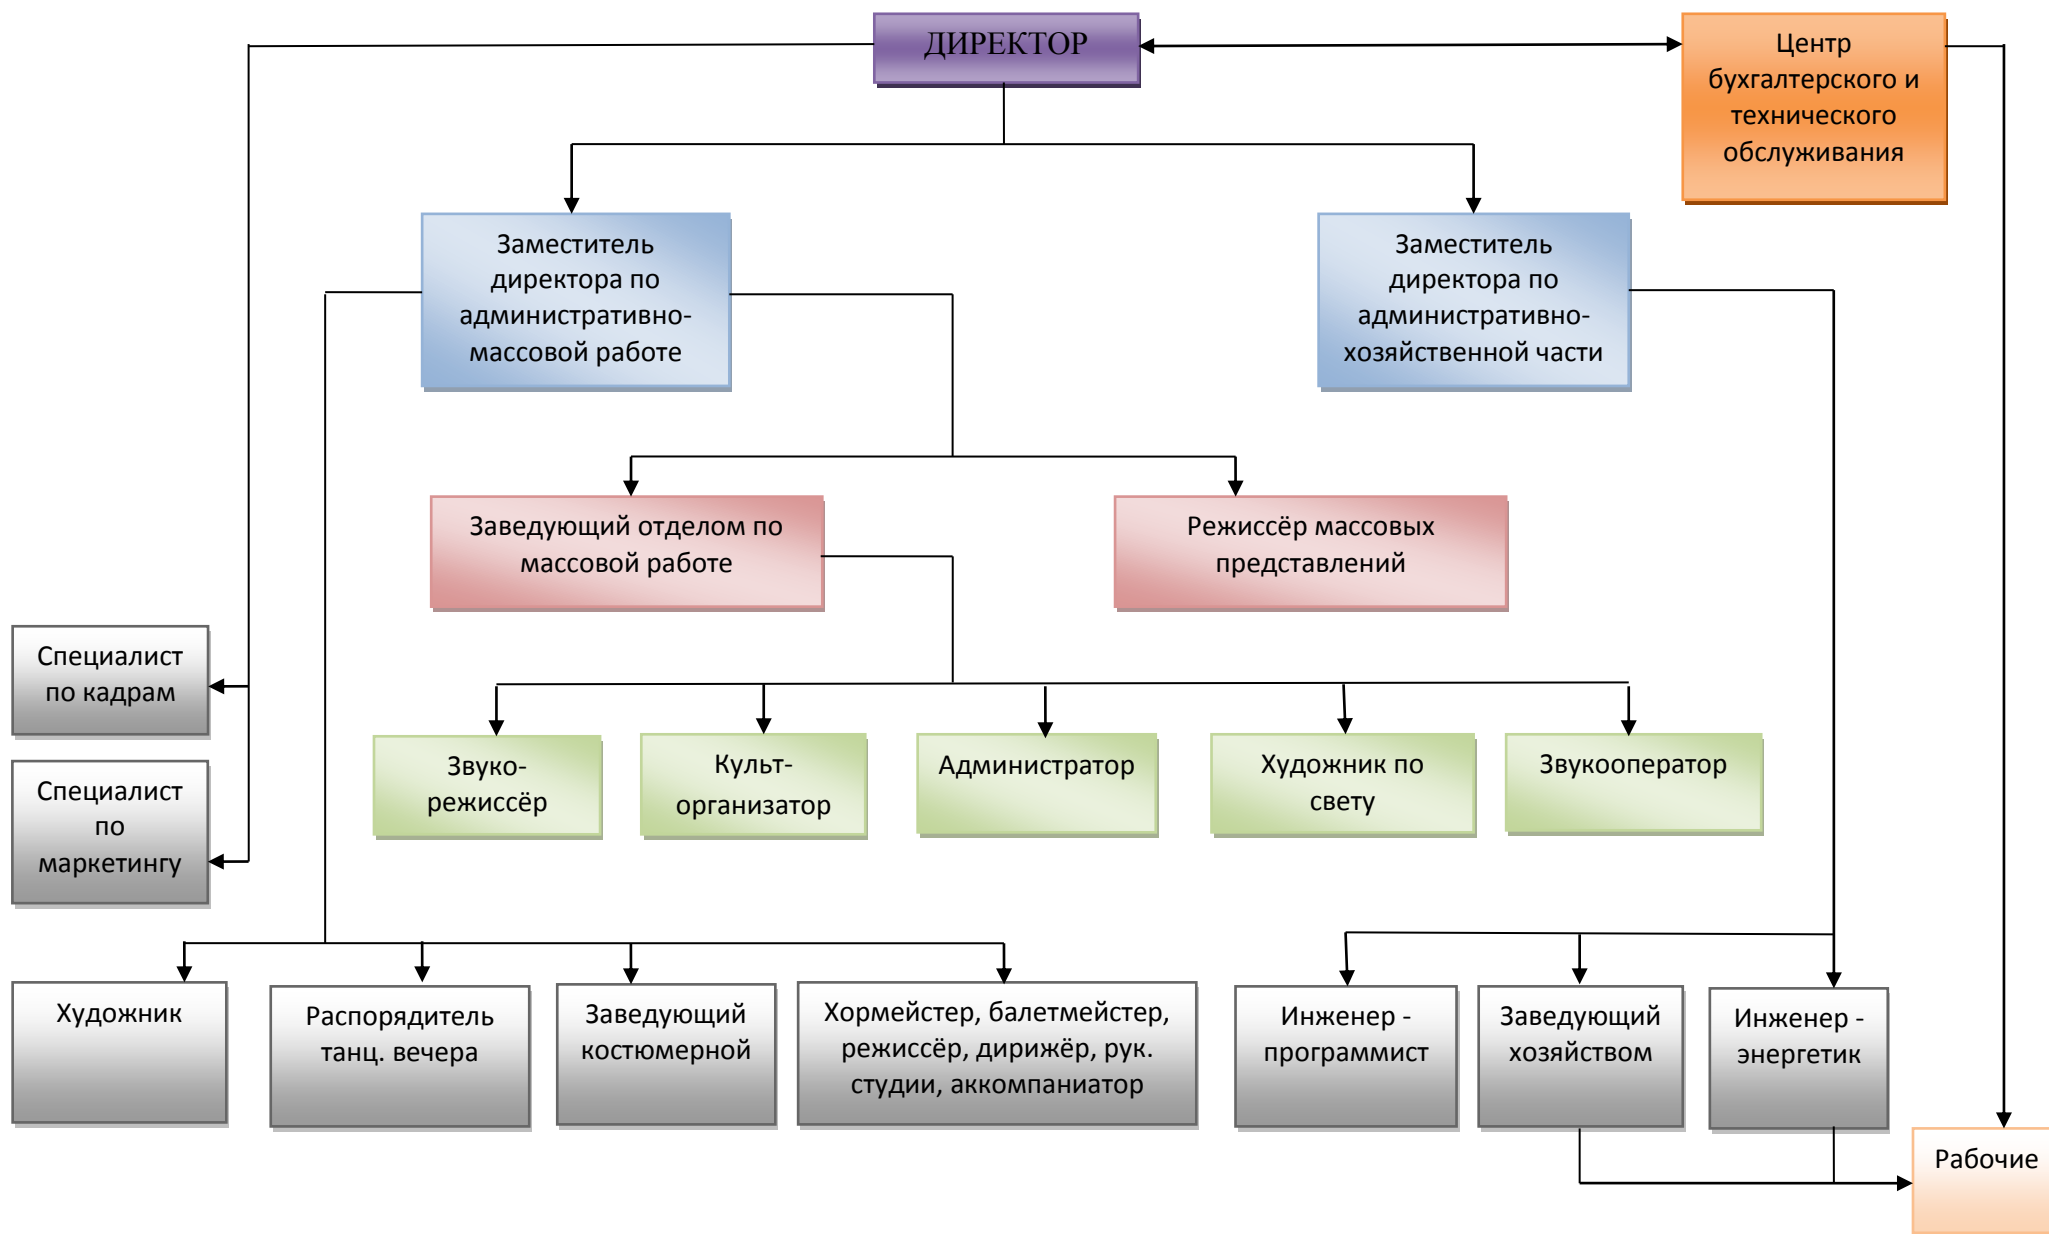 ДИРЕКТОР
Центр
бухгалтерского и
технического
обслуживания
Заместитель
директора по
административно-
массовой работе
Заместитель
директора по
административно-
хозяйственной части
Заведующий отделом по
массовой работе
Режиссёр массовых
представлений
Специалист
по кадрам
Специалист
по
маркетингу
Звуко-
режиссёр
Культ-
организатор
Администратор
Художник по
свету
Звукооператор
Художник
Распорядитель
танц. вечера
Заведующий
костюмерной
Хормейстер, балетмейстер,
режиссёр, дирижёр, рук.
студии, аккомпаниатор
Инженер -
программист
Заведующий
хозяйством
Инженер -
энергетик
Рабочие